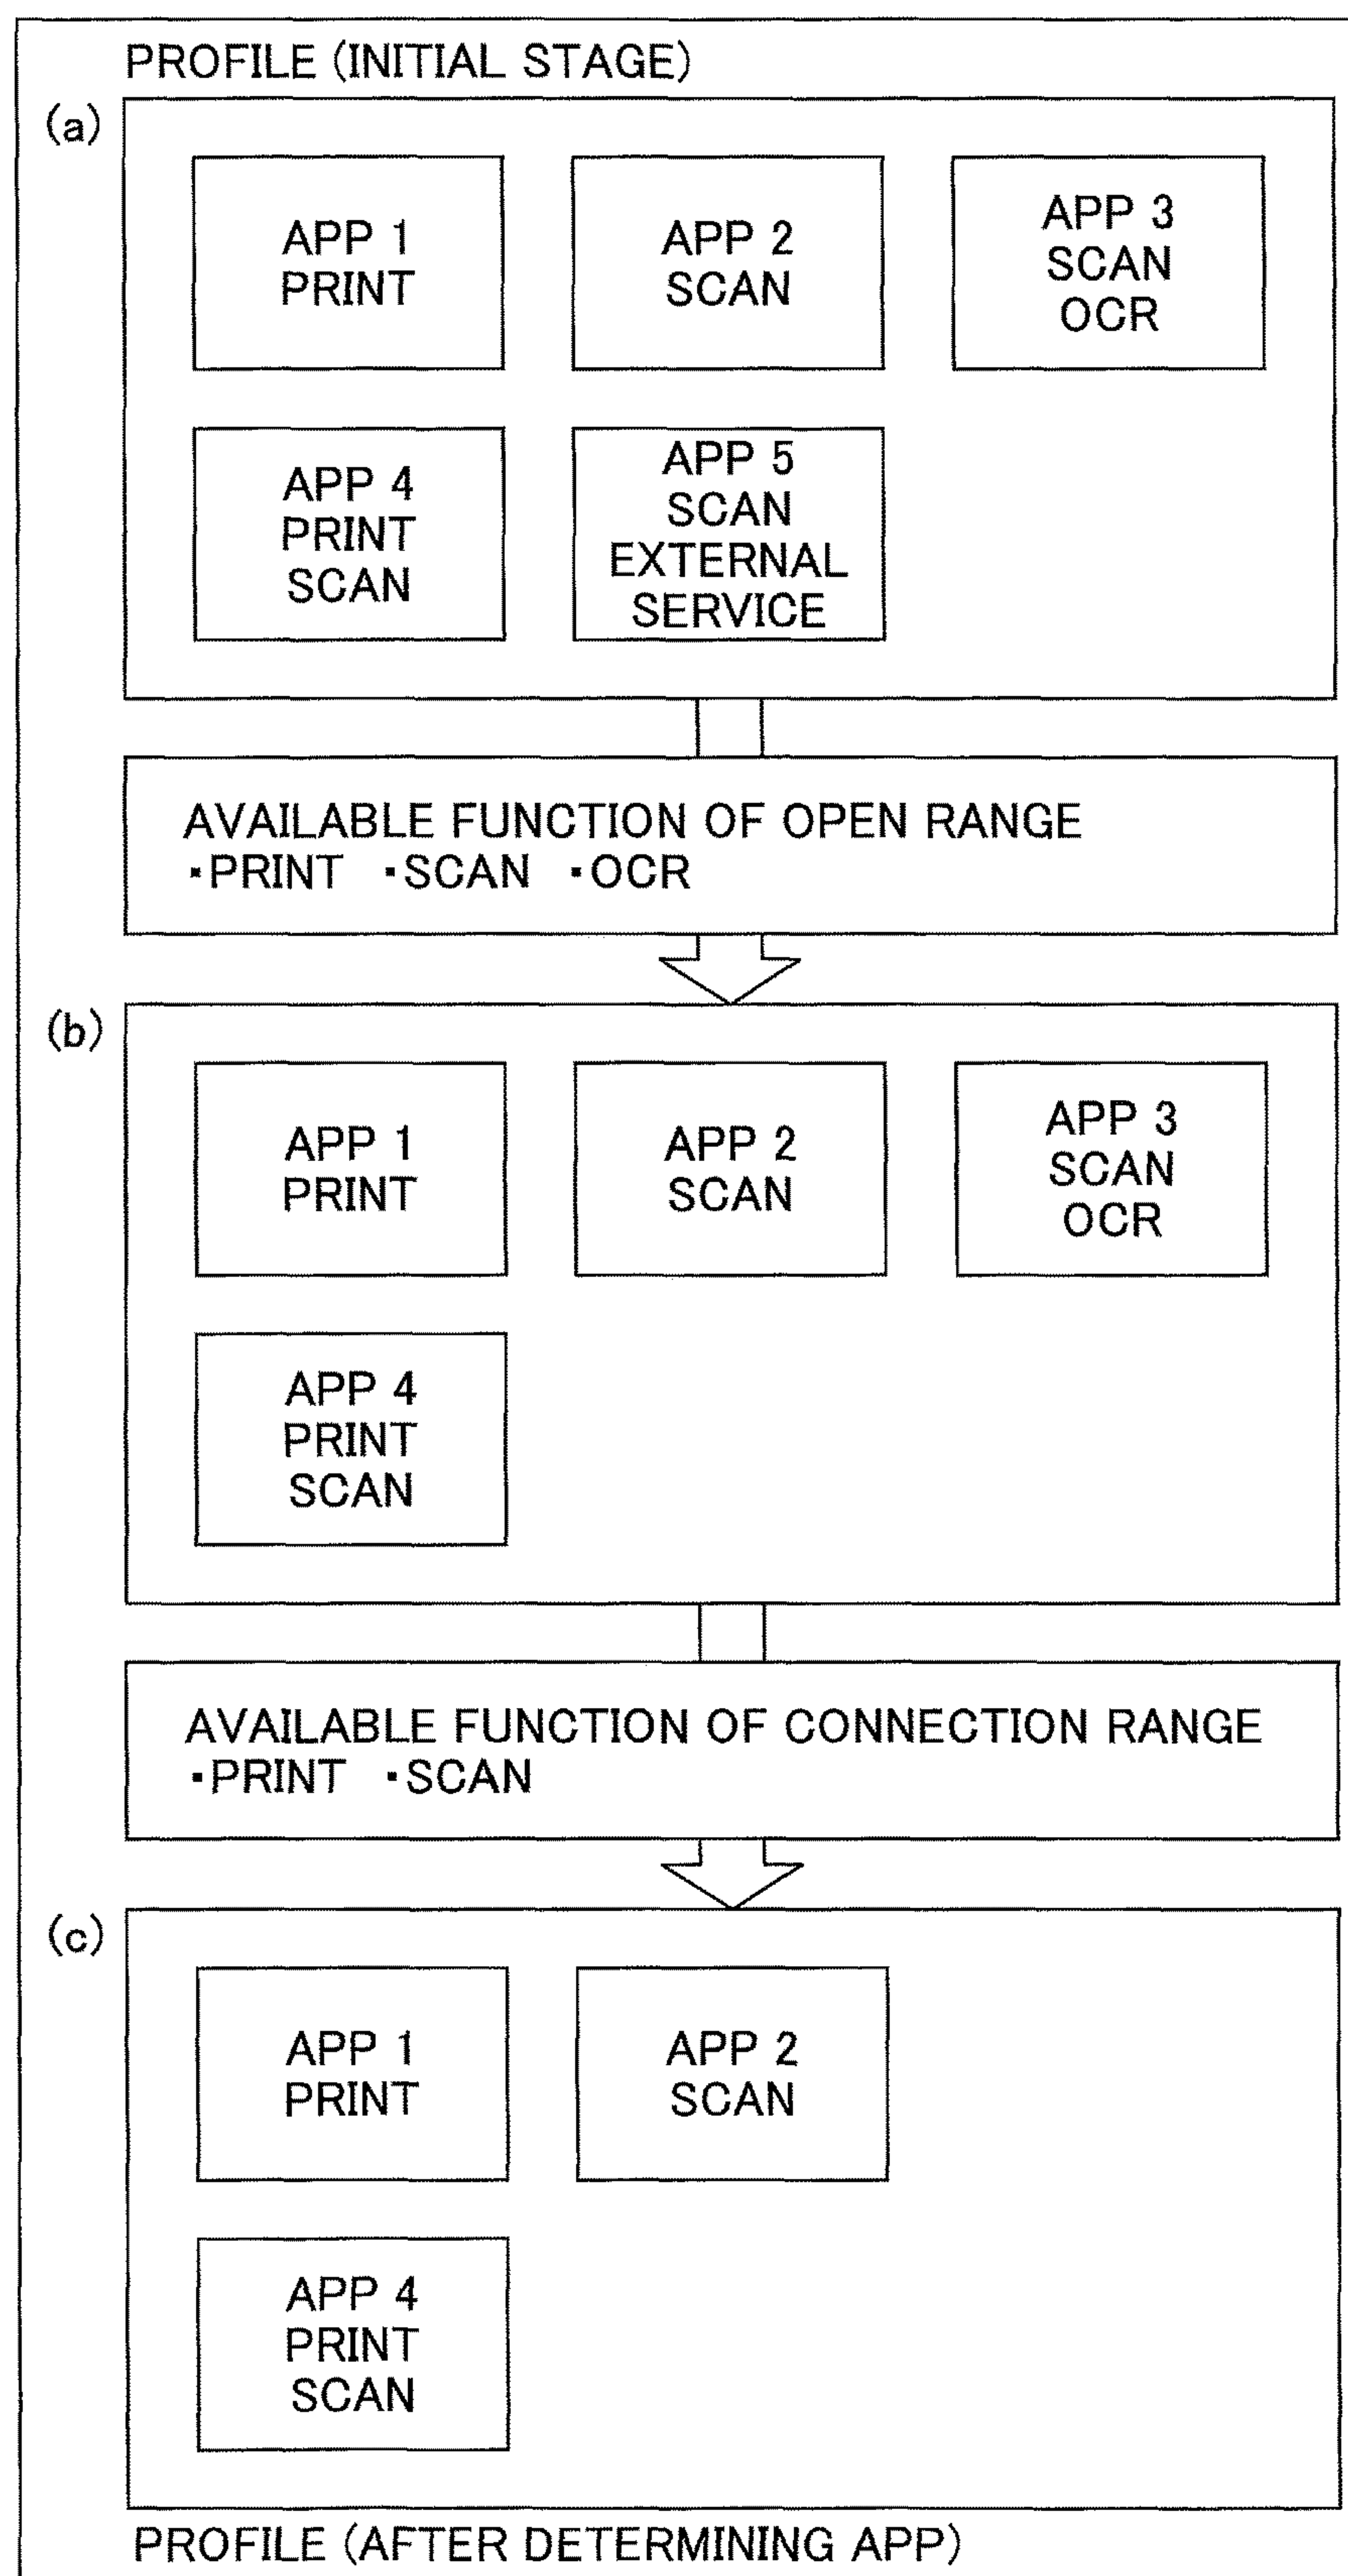 PROFILE (INITIAL STAGE)
(a)
APP 1
PRINT
APP 2
SCAN
APP 3
SCAN
OCR
APP 4
PRINT
SCAN
APP 5
SCAN
EXTERNAL
SERVICE
AVAILABLE FUNCTION OF OPEN RANGE
・PRINT ・SCAN ・OCR
(b)
APP 1
PRINT
APP 2
SCAN
APP 3
SCAN
OCR
APP 4
PRINT
SCAN
AVAILABLE FUNCTION OF CONNECTION RANGE
・PRINT ・SCAN
(c)
APP 1
PRINT
APP 2
SCAN
APP 4
PRINT
SCAN
PROFILE (AFTER DETERMINING APP)